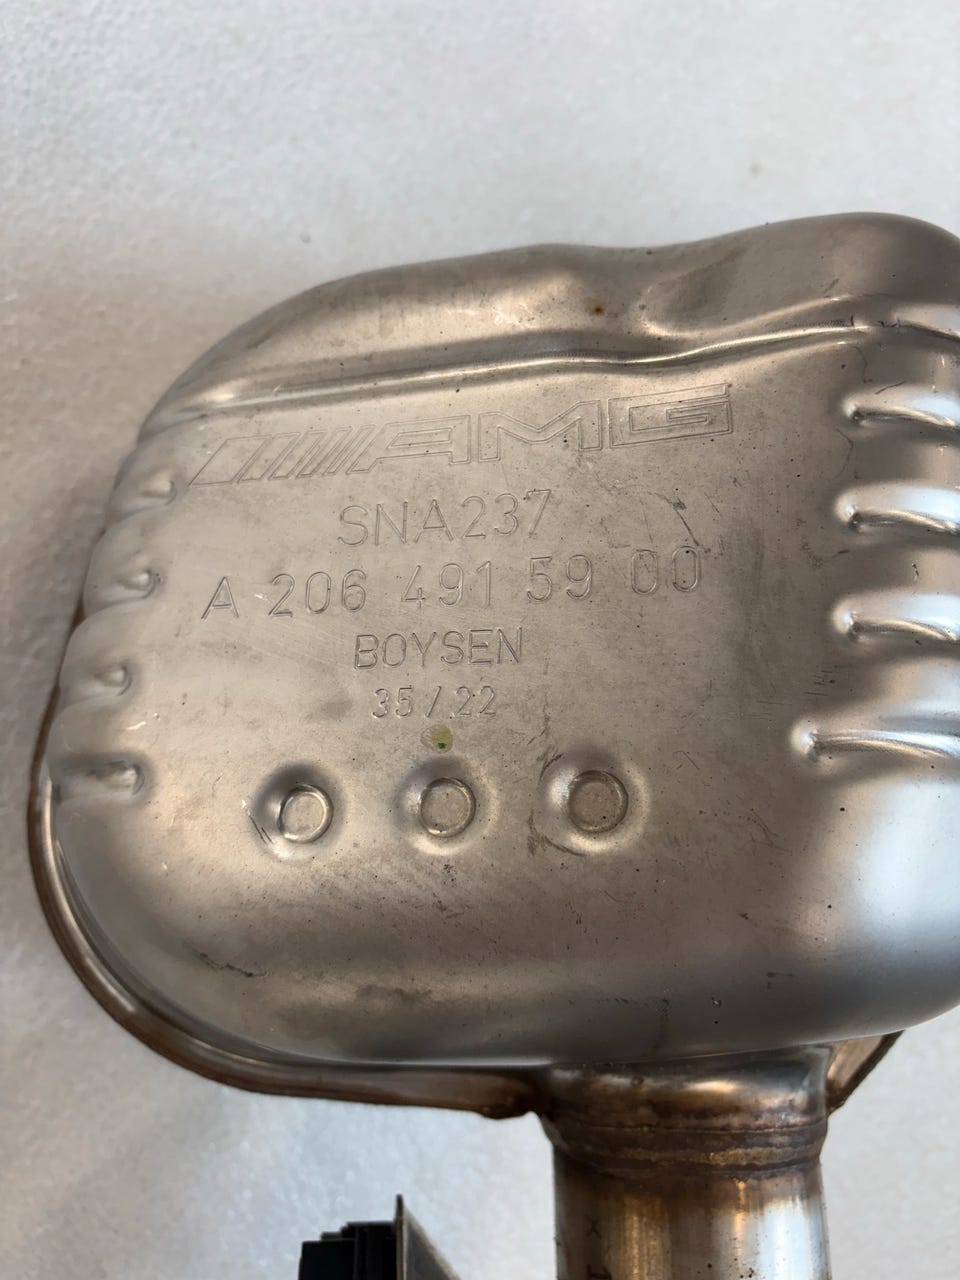 AMG
SNA237
A 206 491 59 00
BOYSEN
35/22